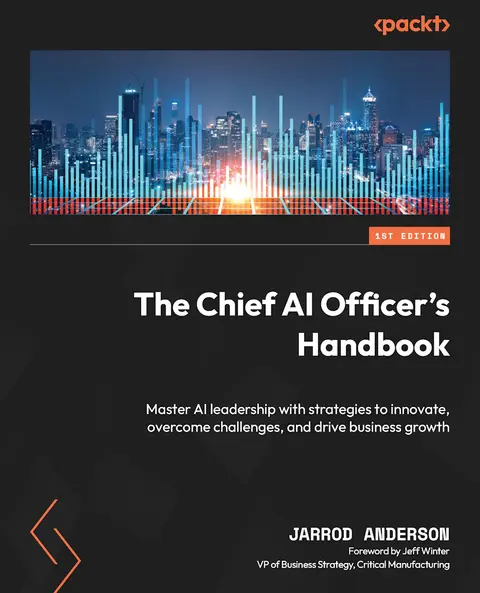 <packt>
1ST EDITION
The Chief AI Officer's
Handbook
Master AI leadership with strategies to innovate,
overcome challenges, and drive business growth
JARROD ANDERSON
Foreword by Jeff Winter
VP of Business Strategy, Critical Manufacturing